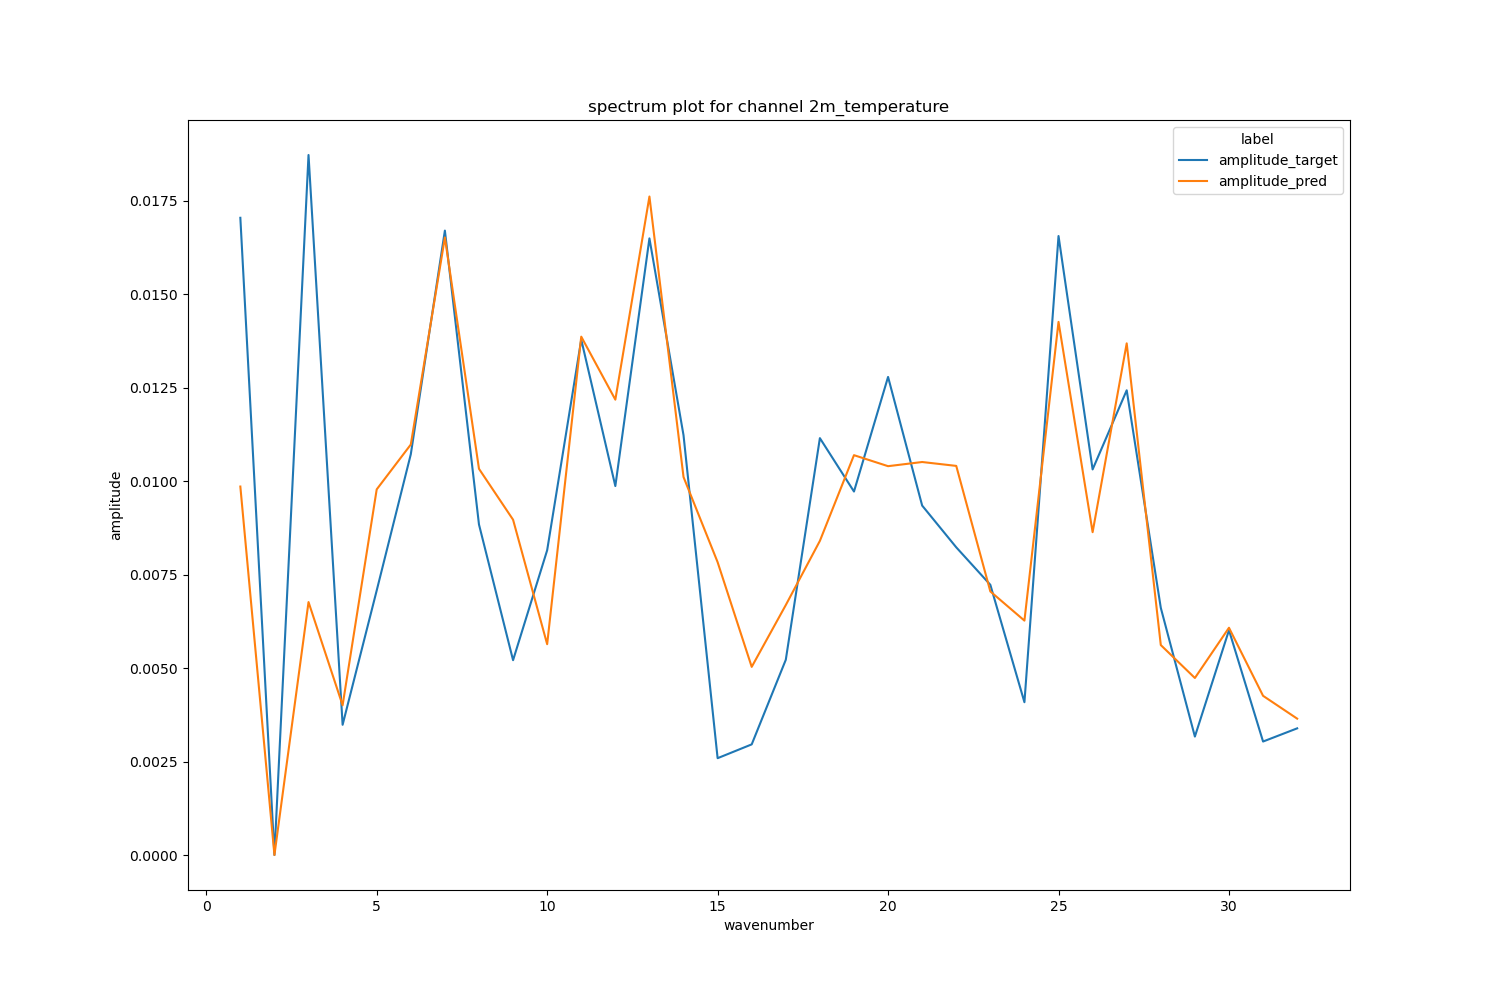 spectrum plot for channel 2m_temperature
label
amplitude_target
amplitude_pred
amplitude
0.0175
0.0150
0.0125
0.0100
0.0075
0.0050
0.0025
0.0000
0
5
10
15
20
25
30
wavenumber